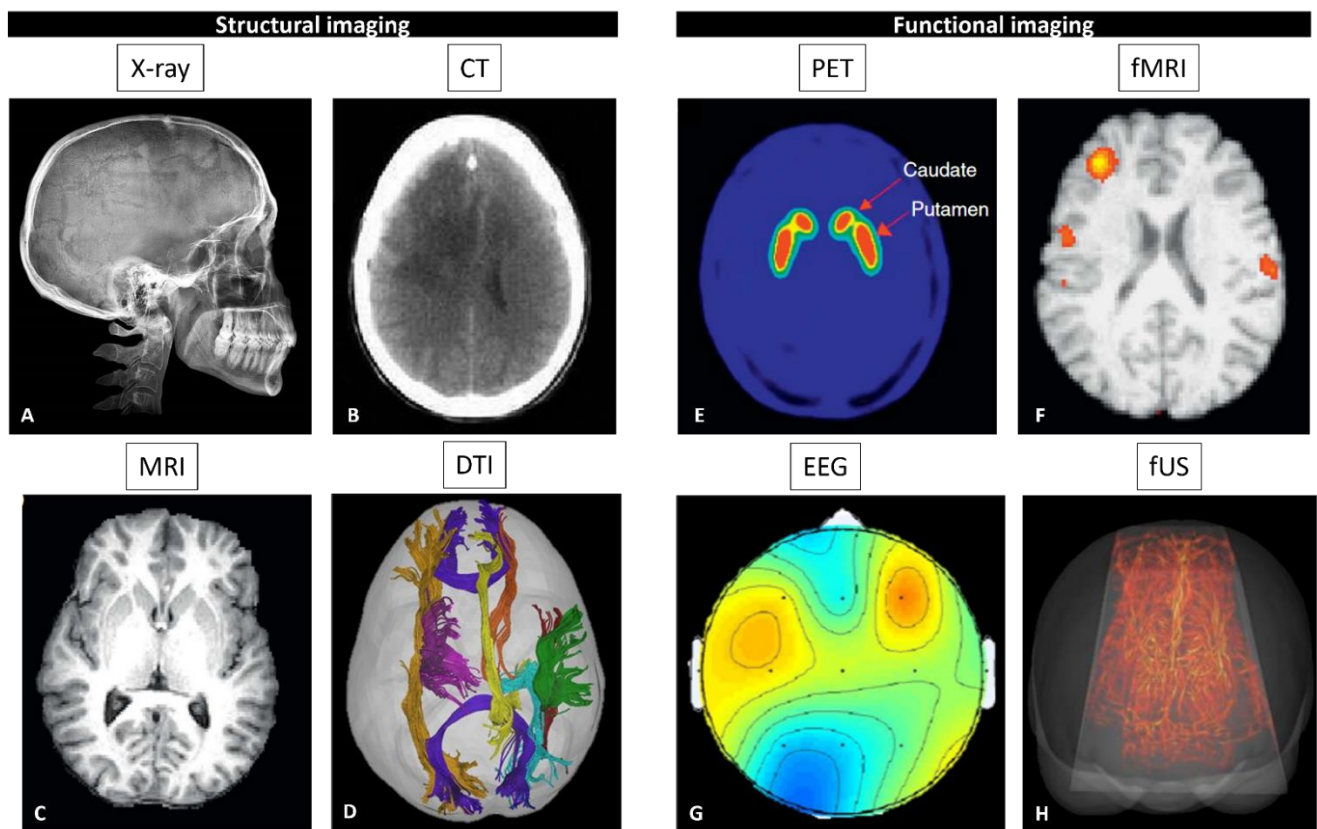 Structural imaging
X-ray
CT
A
B
MRI
DTI
C
D
Functional imaging
PET
fMRI
Caudate
Putamen
E
F
EEG
fUS
G
H